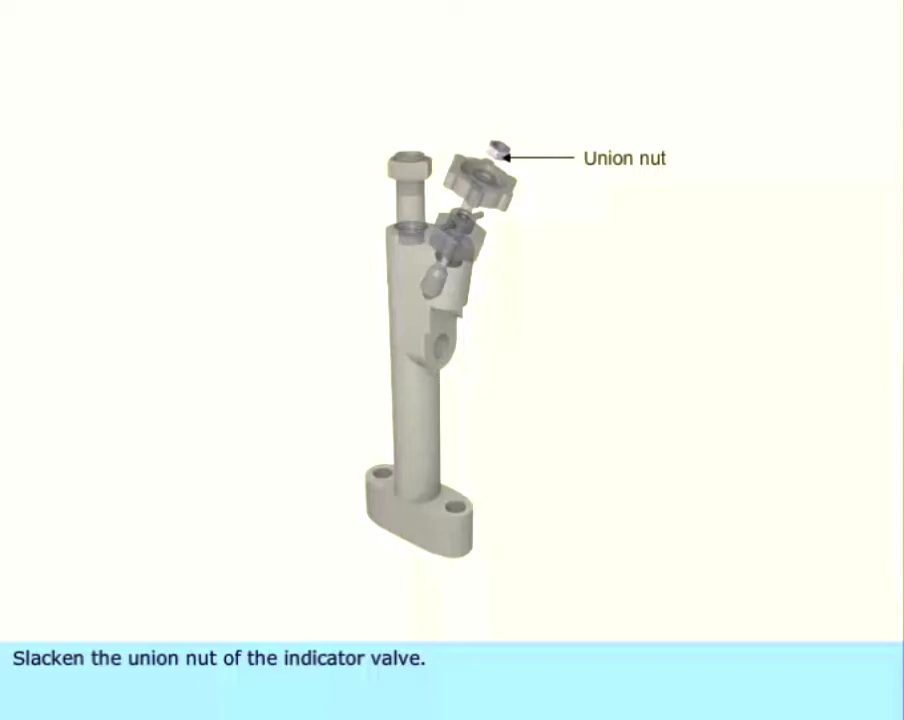 Union nut
Slacken the union nut of the indicator valve.